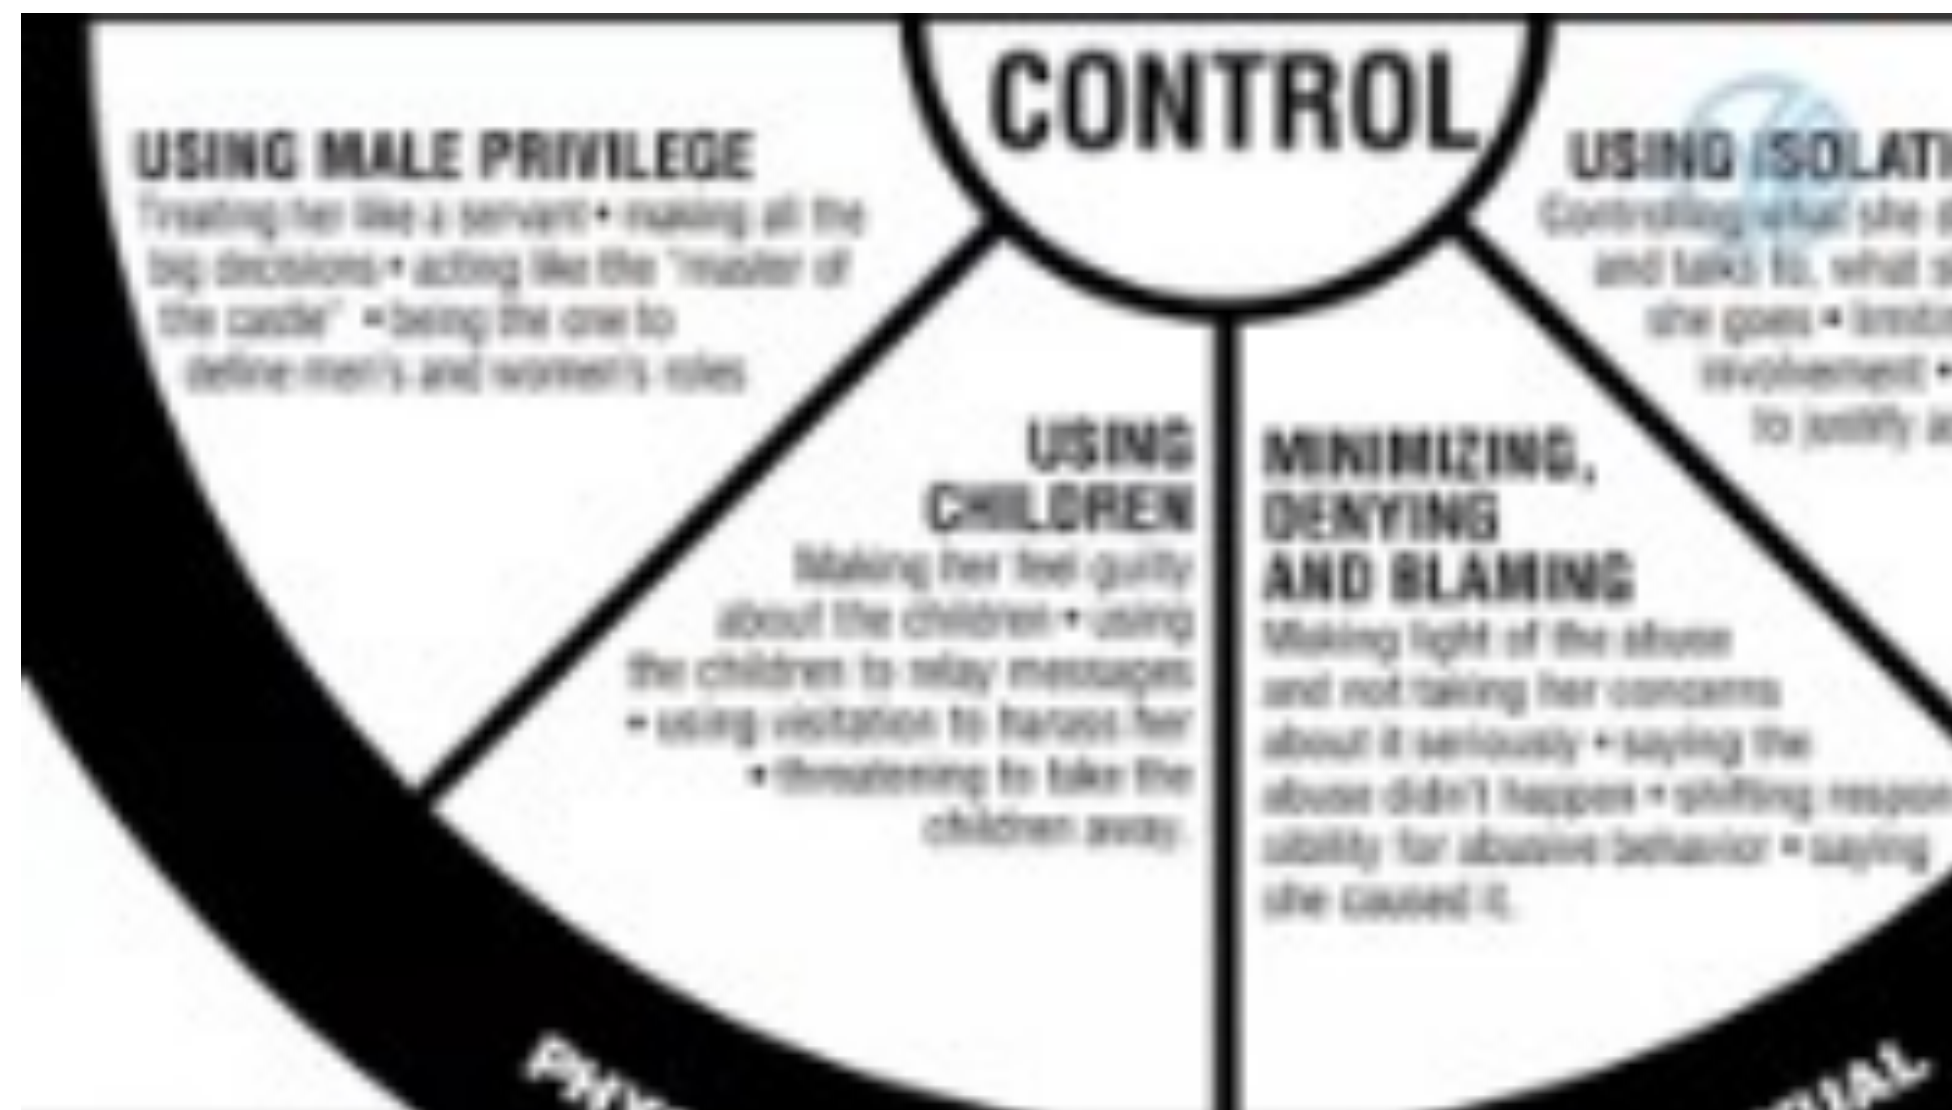 CONTROL
USING MALE PRIVILEGE
Treating her like a servant • making all the
big decisions • acting like the "master of
the castle" • being the one to
define men's and women's roles
USING ISOLATI
Controlling what she d
and talks to, what s
she goes • limitin
involvement •
to justify a
USING
CHILDREN
Making her feel guilty
about the children • using
the children to relay messages
• using visitation to harass her
• threatening to take the
children away.
MINIMIZING,
DENYING
AND BLAMING
Making light of the abuse
and not taking her concerns
about it seriously • saying the
abuse didn't happen • shifting respon
sibility for abusive behavior • saying
she caused it.
PHY